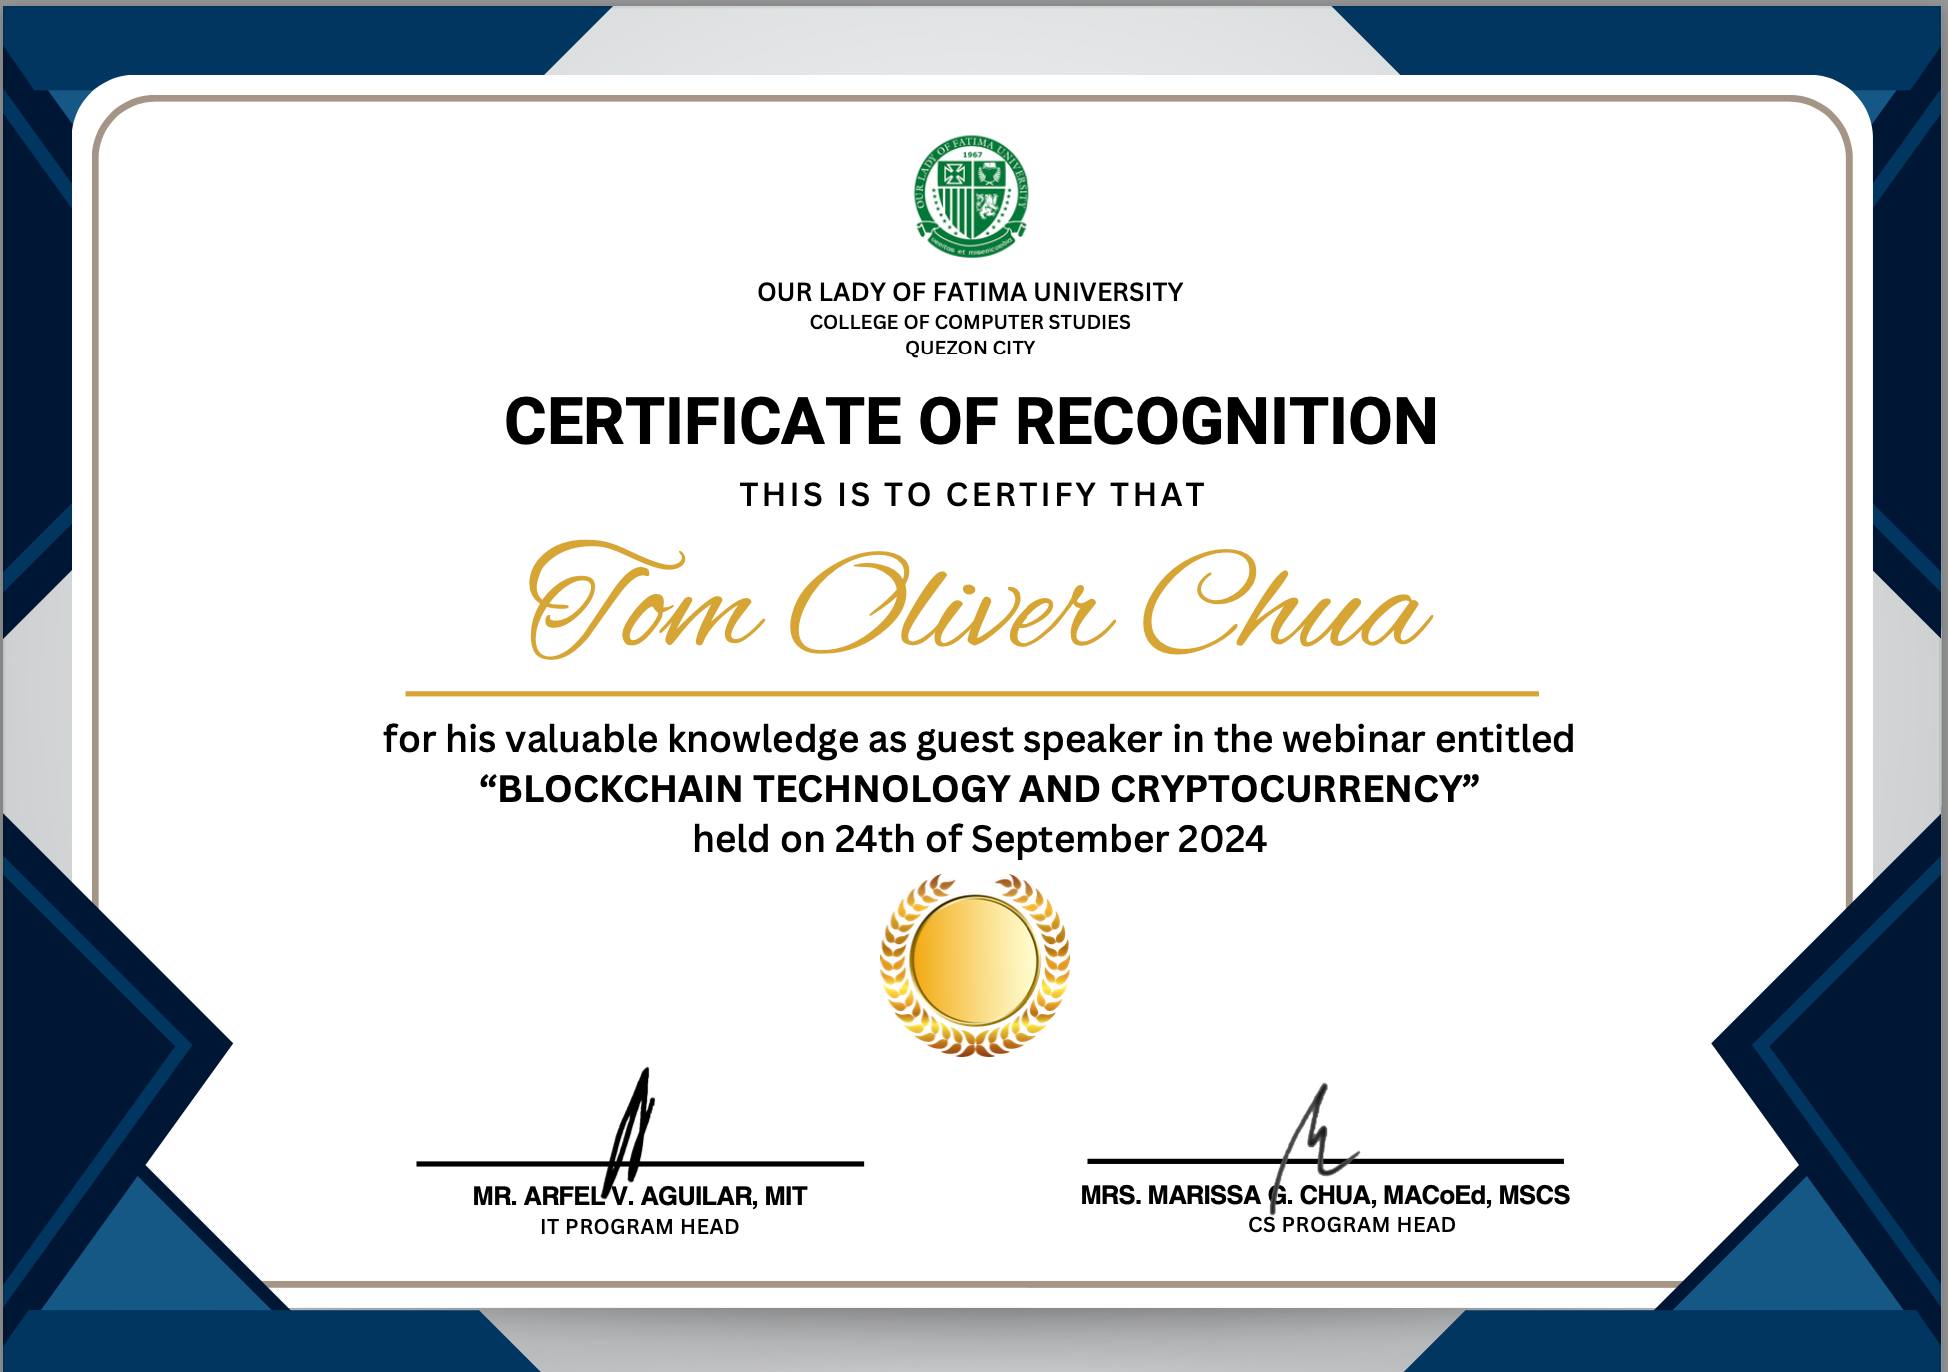 OUR LADY OF FATIMA UNIVERSITY
1967
veritas et misericordia
OUR LADY OF FATIMA UNIVERSITY
COLLEGE OF COMPUTER STUDIES
QUEZON CITY
CERTIFICATE OF RECOGNITION
THIS IS TO CERTIFY THAT
Tom Oliver Chua
for his valuable knowledge as guest speaker in the webinar entitled
“BLOCKCHAIN TECHNOLOGY AND CRYPTOCURRENCY”
held on 24th of September 2024
MR. ARFEL V. AGUILAR, MIT
IT PROGRAM HEAD
MRS. MARISSA G. CHUA, MACoEd, MSCS
CS PROGRAM HEAD